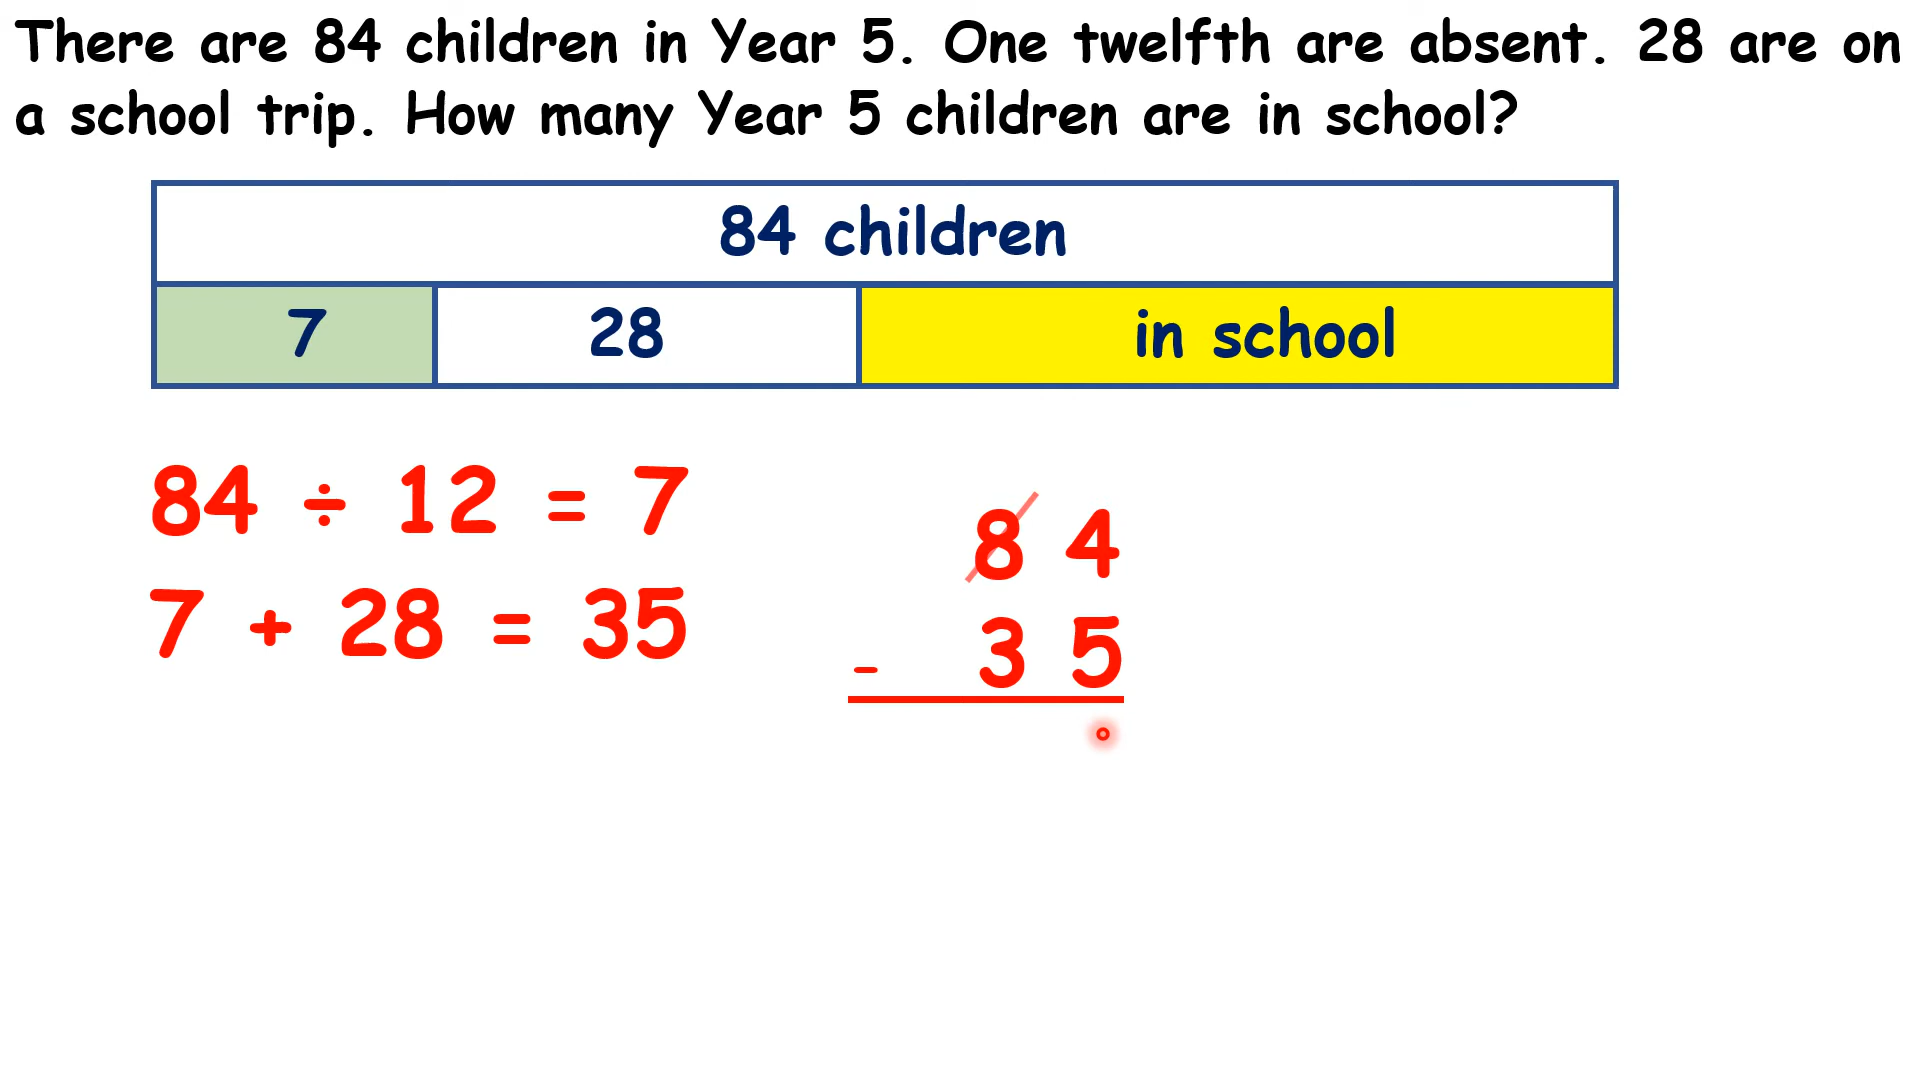 There are 84 children in Year 5. One twelfth are absent. 28 are on
a school trip. How many Year 5 children are in school?
84 children
7 28 in school
84 ÷ 12 = 7
7 + 28 = 35
8 4
- 3 5